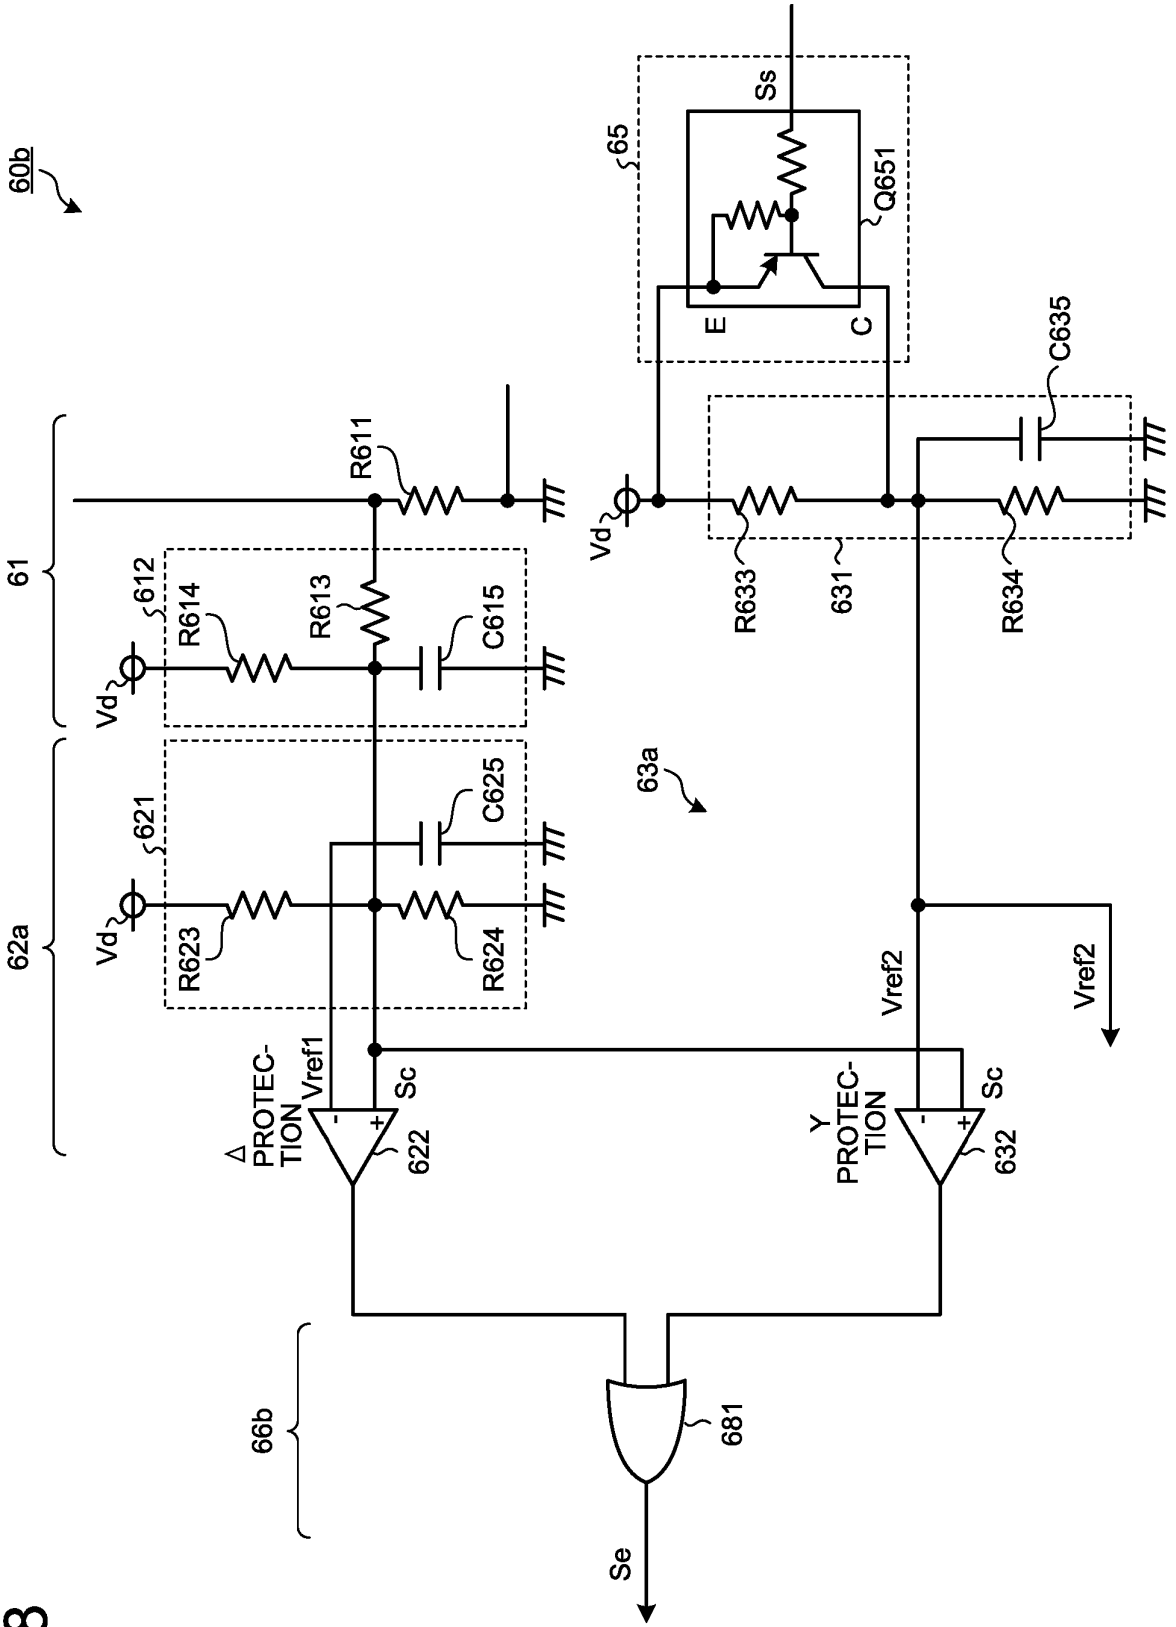 8
60b
61
62a
612
Vd
R614
R613
C615
R611
621
Vd
R623
R624
C625
Δ
PROTEC-
TION
Vref1
-
+
Sc
622
63a
65
Ss
E
C
Q651
Vd
R633
631
R634
C635
Vref2
Vref2
Y
PROTEC-
TION
-
+
Sc
632
66b
681
Se